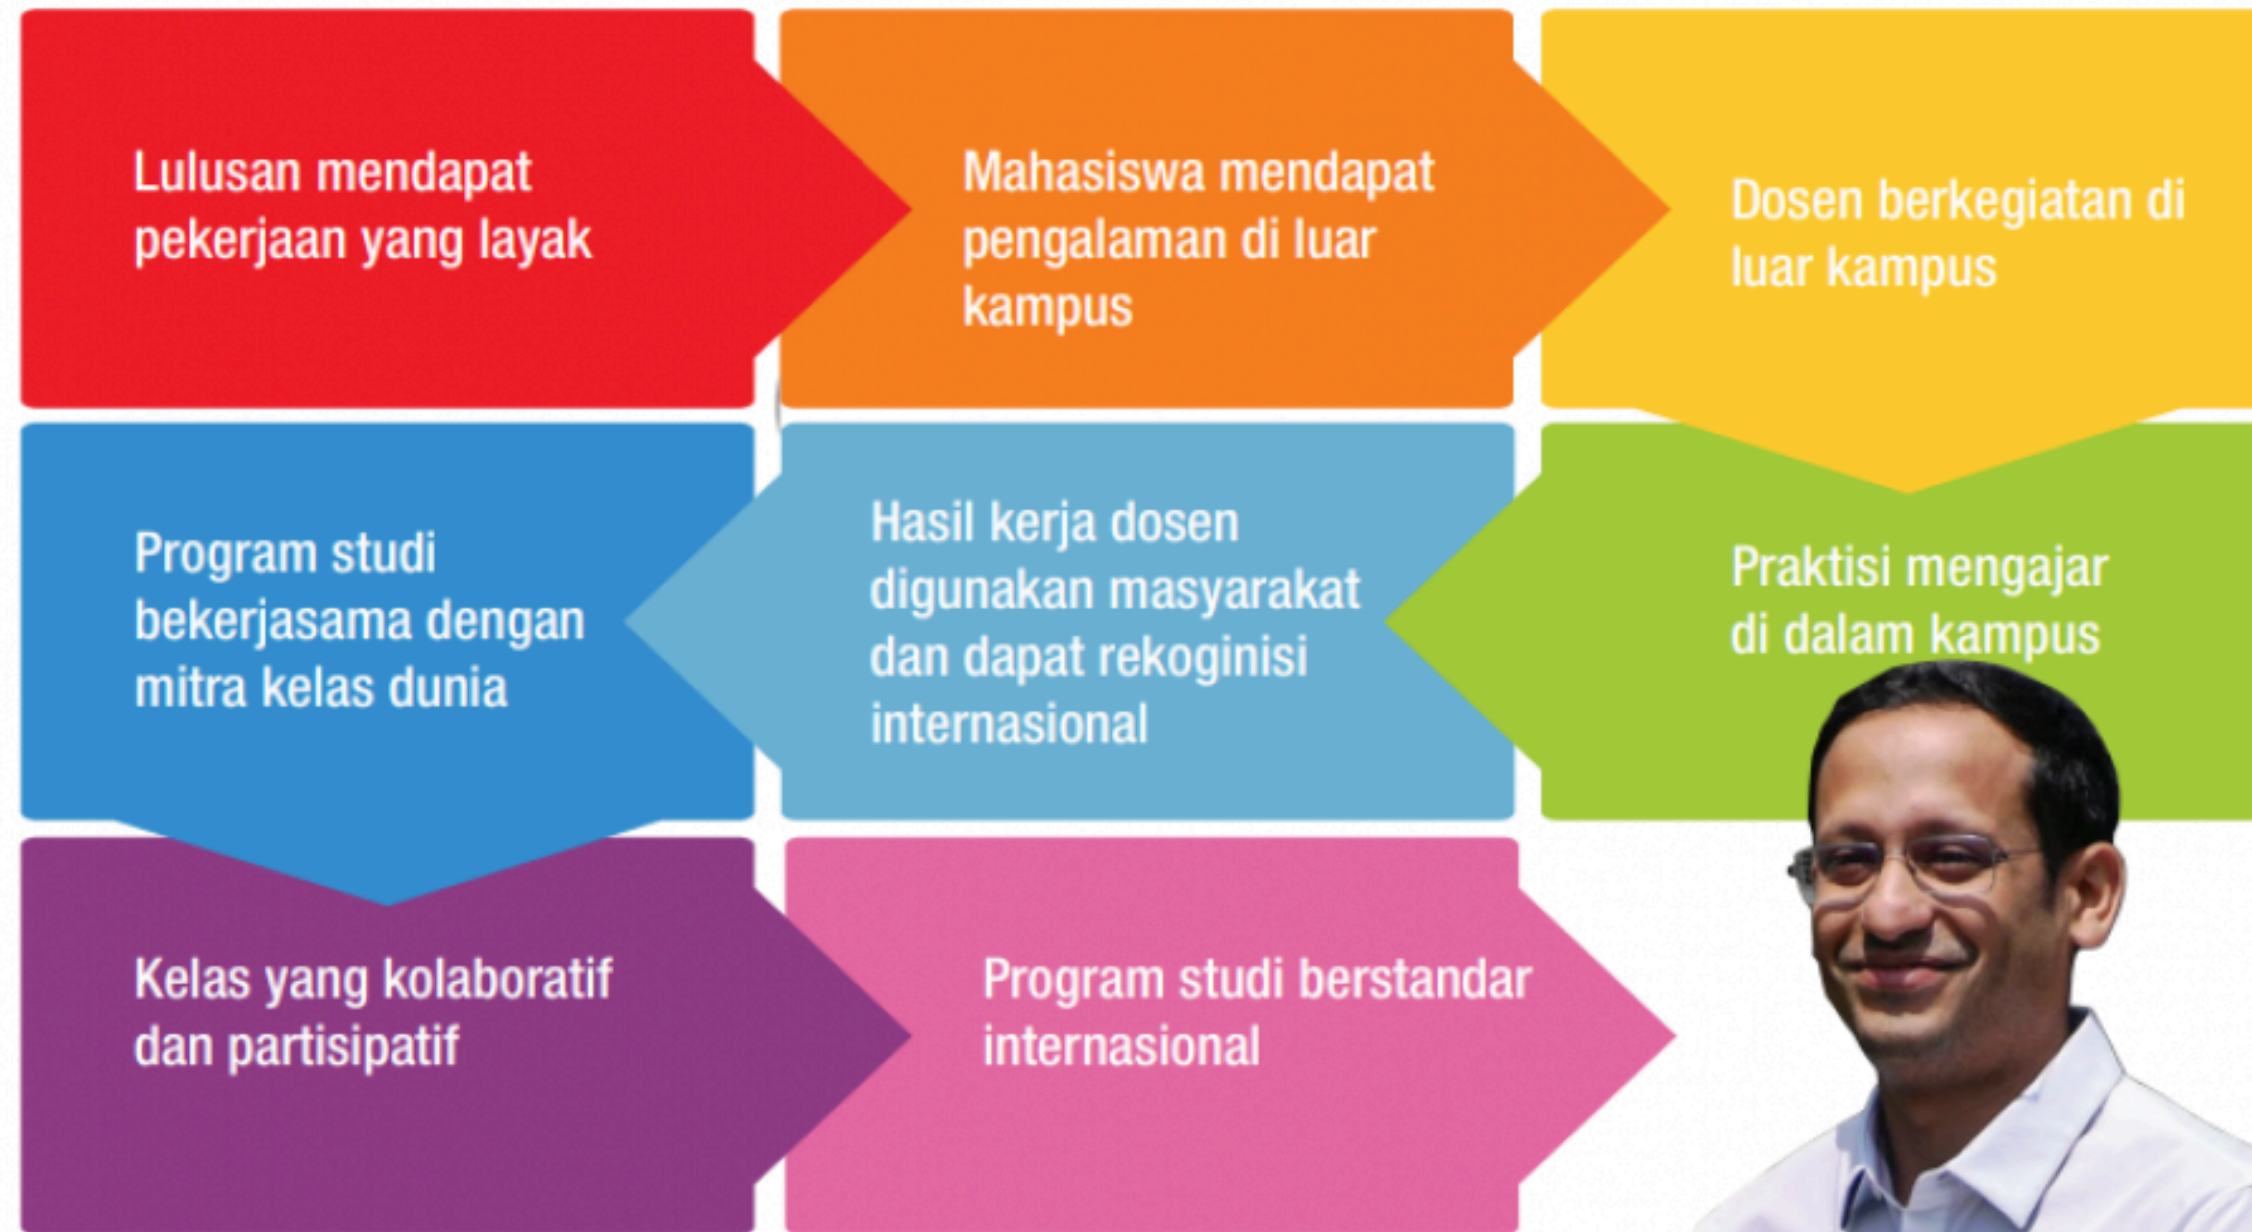 Lulusan mendapat
pekerjaan yang layak
Mahasiswa mendapat
pengalaman di luar
kampus
Dosen berkegiatan di
luar kampus
Praktisi mengajar
di dalam kampus
Hasil kerja dosen
digunakan masyarakat
dan dapat rekoginisi
internasional
Program studi
bekerjasama dengan
mitra kelas dunia
Kelas yang kolaboratif
dan partisipatif
Program studi berstandar
internasional